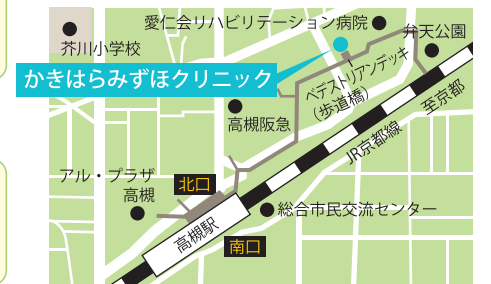 愛仁会リハビリテーション病院
弁天公園
芥川小学校
かきはらみずほクリニック
ペデストリアンデッキ
(歩道橋)
至京都
高槻阪急
JR京都線
アル・プラザ
高槻
北口
総合市民交流センター
高槻駅
南口